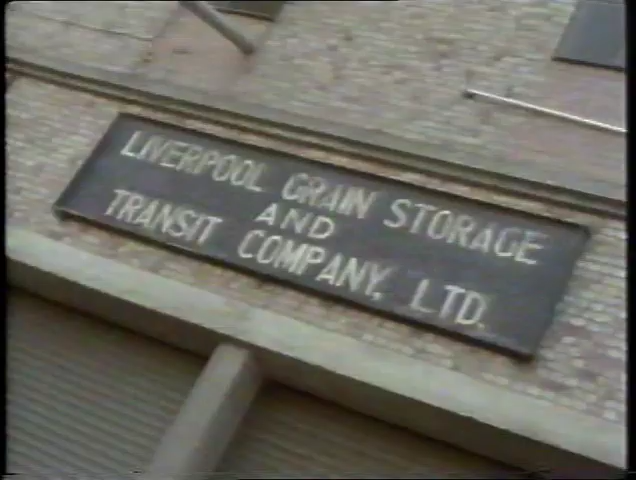 LIVERPOOL GRAIN STORAGE
AND
TRANSIT COMPANY, LTD.